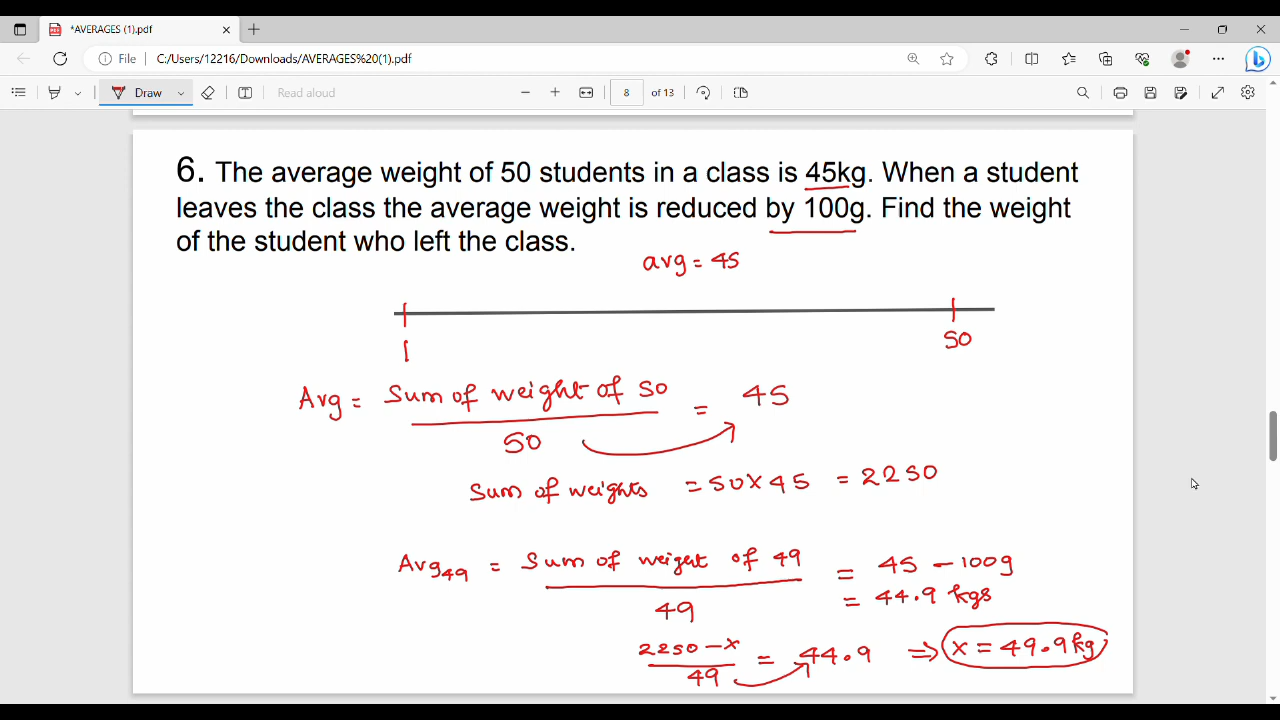 *AVERAGES (1).pdf
File | C:/Users/12216/Downloads/AVERAGES%20(1).pdf
Draw Read aloud 8 of 13
6. The average weight of 50 students in a class is 45kg. When a student
leaves the class the average weight is reduced by 100g. Find the weight
of the student who left the class.
avg = 45
1 50
Avg = Sum of weight of 50 = 45
50
Sum of weights = 50 x 45 = 2250
Avg49 = Sum of weight of 49 = 45 - 100g
49 = 44.9 kgs
2250 - x = 44.9 ⇒ x = 49.9kg
49